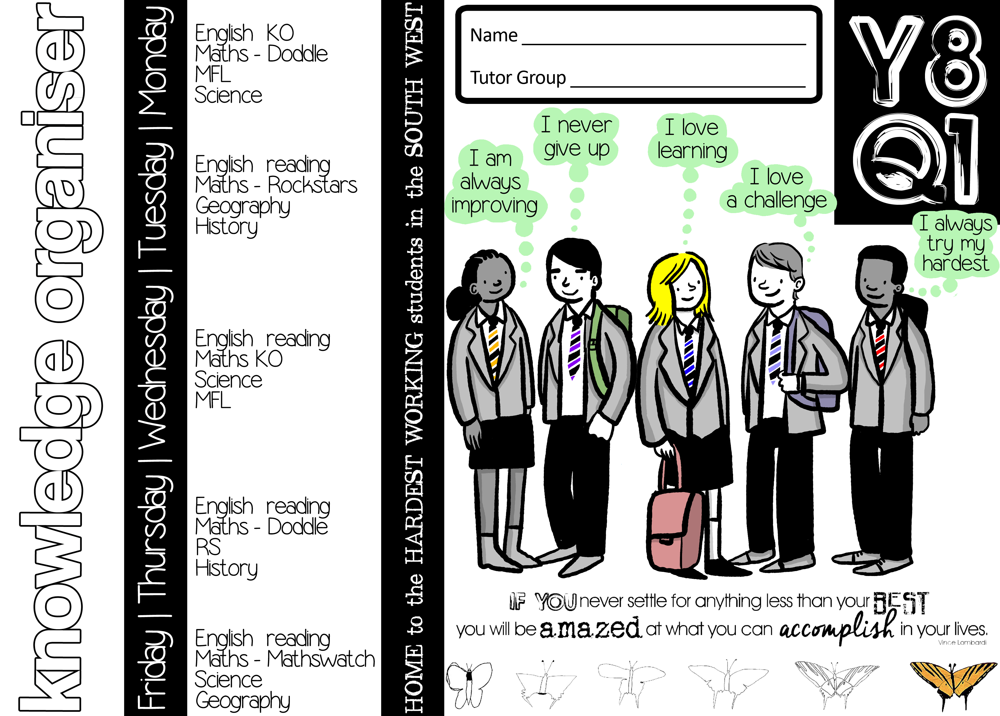 knowledge organiser
Friday | Thursday | Wednesday | Tuesday | Monday
English KO
Maths - Doddle
MFL
Science
English reading
Maths - Rockstars
Geography
History
English reading
Maths KO
Science
MFL
English reading
Maths - Doddle
RS
History
English reading
Maths - Mathswatch
Science
Geography
HOME to the HARDEST WORKING students in the SOUTH WEST
Name
Tutor Group
Y8
Q1
I am
always
improving
I never
give up
I love
learning
I love
a challenge
I always
try my
hardest
IF YOU never settle for anything less than your BEST
you will be amazed at what you can accomplish in your lives.
Vince Lombardi